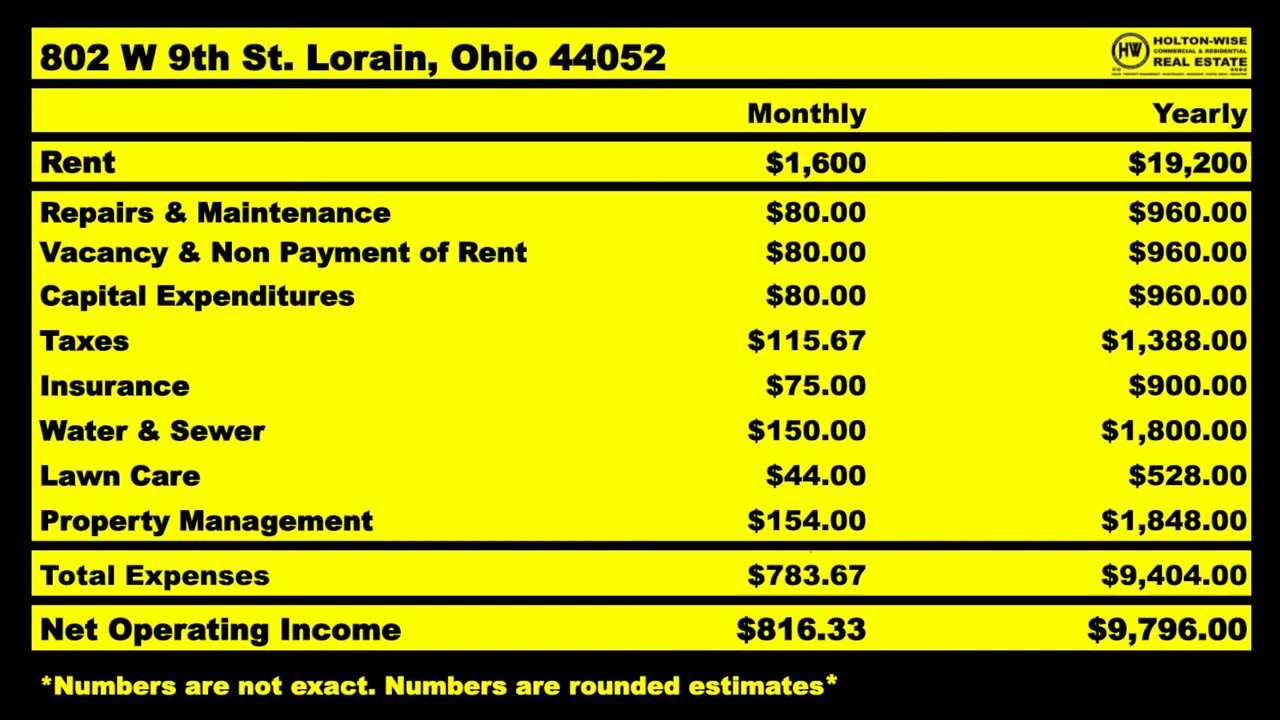 802 W 9th St. Lorain, Ohio 44052
HW
HOLTON-WISE
COMMERCIAL & RESIDENTIAL
REAL ESTATE
Monthly Yearly
Rent $1,600 $19,200
Repairs & Maintenance $80.00 $960.00
Vacancy & Non Payment of Rent $80.00 $960.00
Capital Expenditures $80.00 $960.00
Taxes $115.67 $1,388.00
Insurance $75.00 $900.00
Water & Sewer $150.00 $1,800.00
Lawn Care $44.00 $528.00
Property Management $154.00 $1,848.00
Total Expenses $783.67 $9,404.00
Net Operating Income $816.33 $9,796.00
*Numbers are not exact. Numbers are rounded estimates*